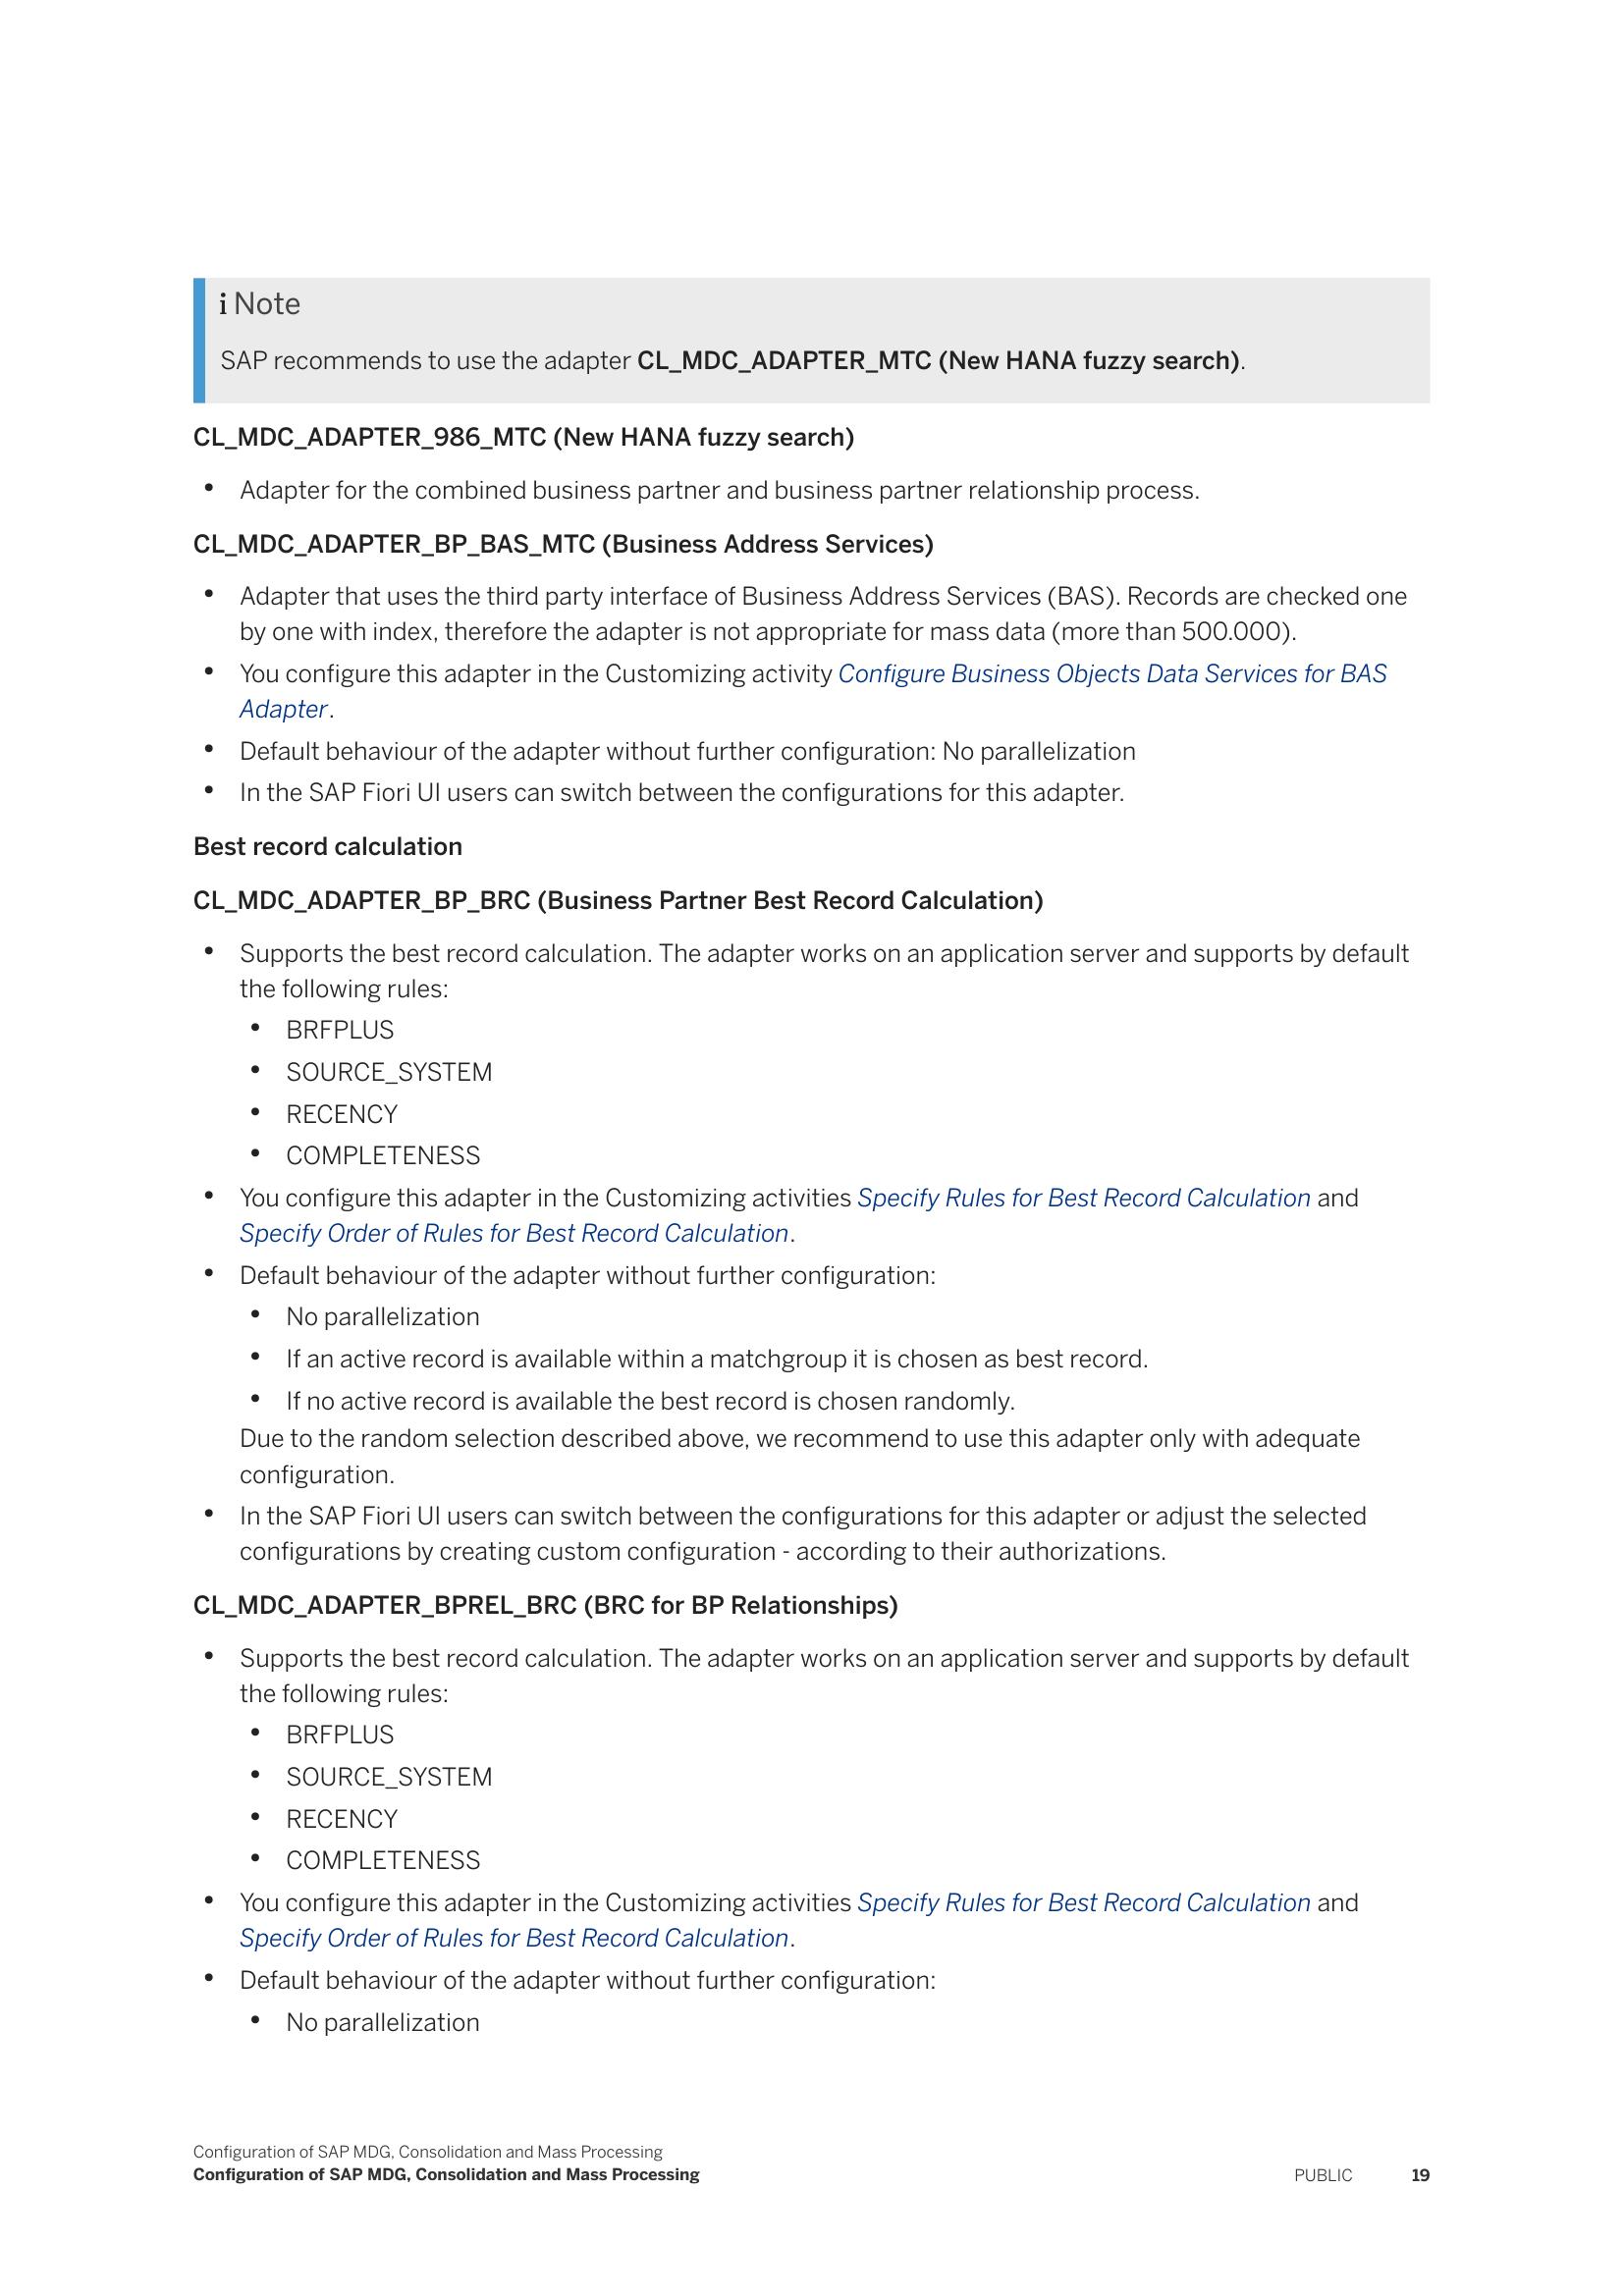 i Note
SAP recommends to use the adapter CL_MDC_ADAPTER_MTC (New HANA fuzzy search).
CL_MDC_ADAPTER_986_MTC (New HANA fuzzy search)
• Adapter for the combined business partner and business partner relationship process.
CL_MDC_ADAPTER_BP_BAS_MTC (Business Address Services)
• Adapter that uses the third party interface of Business Address Services (BAS). Records are checked one
by one with index, therefore the adapter is not appropriate for mass data (more than 500.000).
• You configure this adapter in the Customizing activity Configure Business Objects Data Services for BAS
Adapter.
• Default behaviour of the adapter without further configuration: No parallelization
• In the SAP Fiori UI users can switch between the configurations for this adapter.
Best record calculation
CL_MDC_ADAPTER_BP_BRC (Business Partner Best Record Calculation)
• Supports the best record calculation. The adapter works on an application server and supports by default
the following rules:
• BRFPLUS
• SOURCE_SYSTEM
• RECENCY
• COMPLETENESS
• You configure this adapter in the Customizing activities Specify Rules for Best Record Calculation and
Specify Order of Rules for Best Record Calculation.
• Default behaviour of the adapter without further configuration:
• No parallelization
• If an active record is available within a matchgroup it is chosen as best record.
• If no active record is available the best record is chosen randomly.
Due to the random selection described above, we recommend to use this adapter only with adequate
configuration.
• In the SAP Fiori UI users can switch between the configurations for this adapter or adjust the selected
configurations by creating custom configuration - according to their authorizations.
CL_MDC_ADAPTER_BPREL_BRC (BRC for BP Relationships)
• Supports the best record calculation. The adapter works on an application server and supports by default
the following rules:
• BRFPLUS
• SOURCE_SYSTEM
• RECENCY
• COMPLETENESS
• You configure this adapter in the Customizing activities Specify Rules for Best Record Calculation and
Specify Order of Rules for Best Record Calculation.
• Default behaviour of the adapter without further configuration:
• No parallelization
Configuration of SAP MDG, Consolidation and Mass Processing
Configuration of SAP MDG, Consolidation and Mass Processing
PUBLIC 19